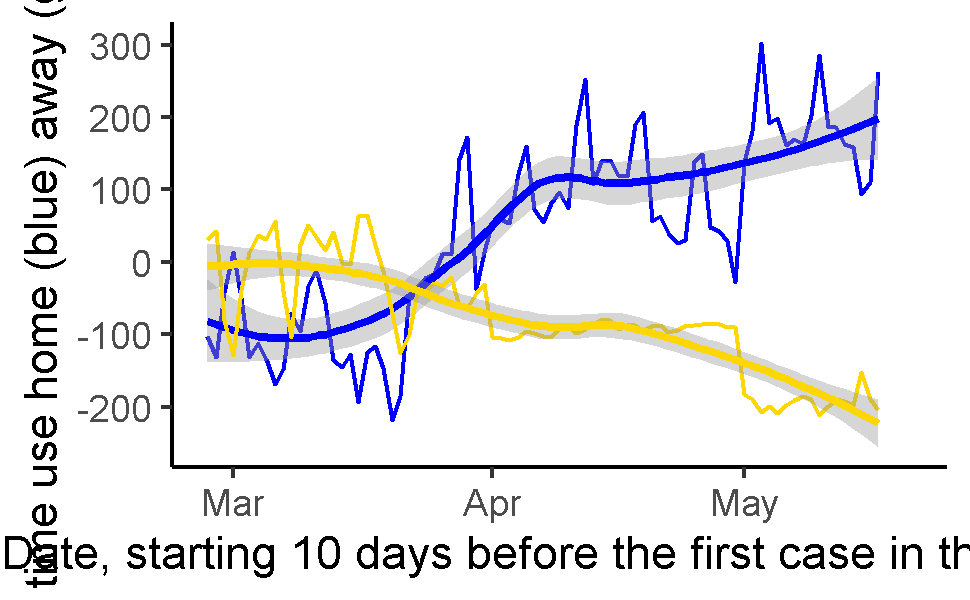 time use home (blue) away (
300
200
100
0
-100
-200
Mar Apr May
Date, starting 10 days before the first case in th